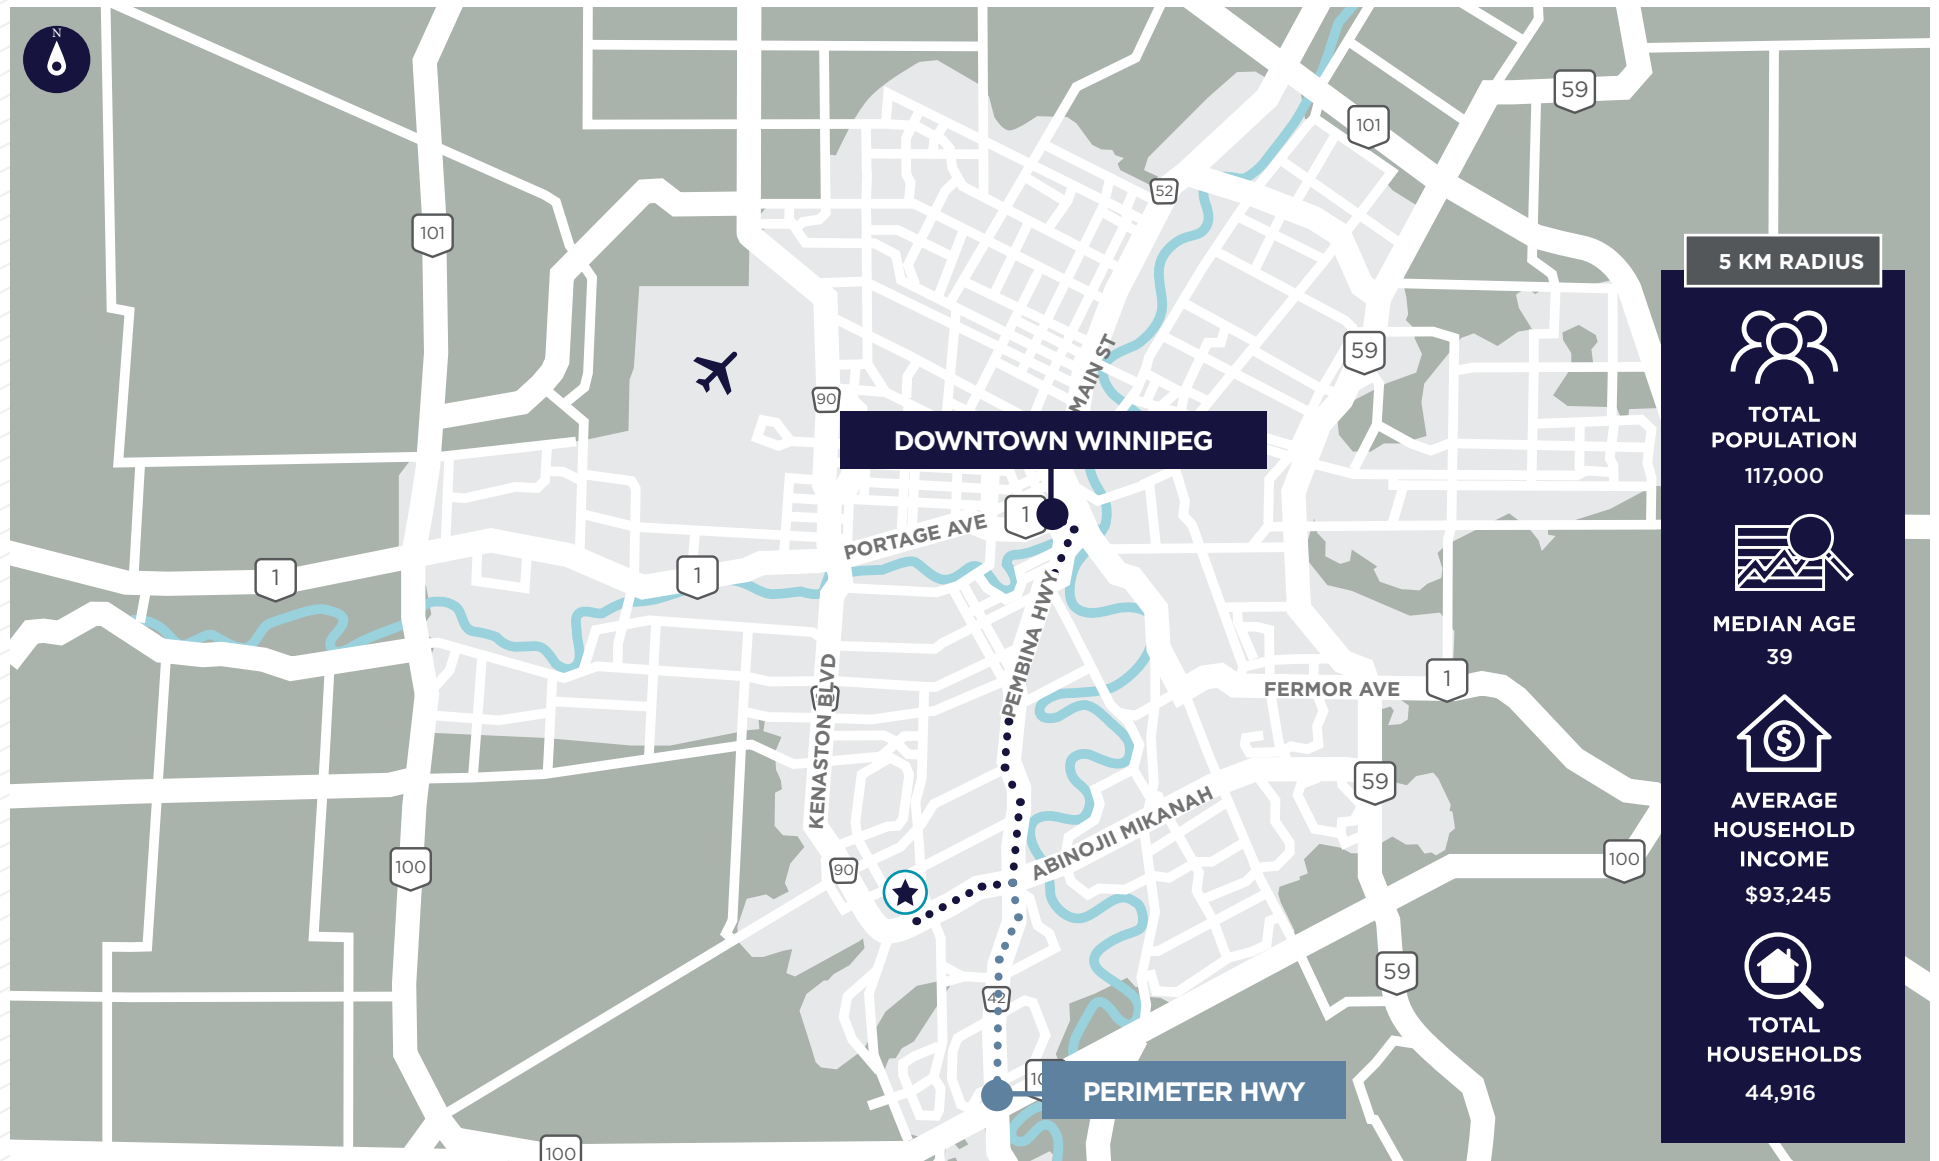 N
59
101
52
101
5 KM RADIUS
59
MAIN ST
90
DOWNTOWN WINNIPEG
TOTAL
POPULATION
117,000
1
PORTAGE AVE
1
1
PEMBINA HWY
MEDIAN AGE
39
KENASTON BLVD
FERMOR AVE
1
59
ABINOJII MIKANAH
AVERAGE
HOUSEHOLD
INCOME
$93,245
100
90
100
59
42
TOTAL
HOUSEHOLDS
44,916
10
PERIMETER HWY
100